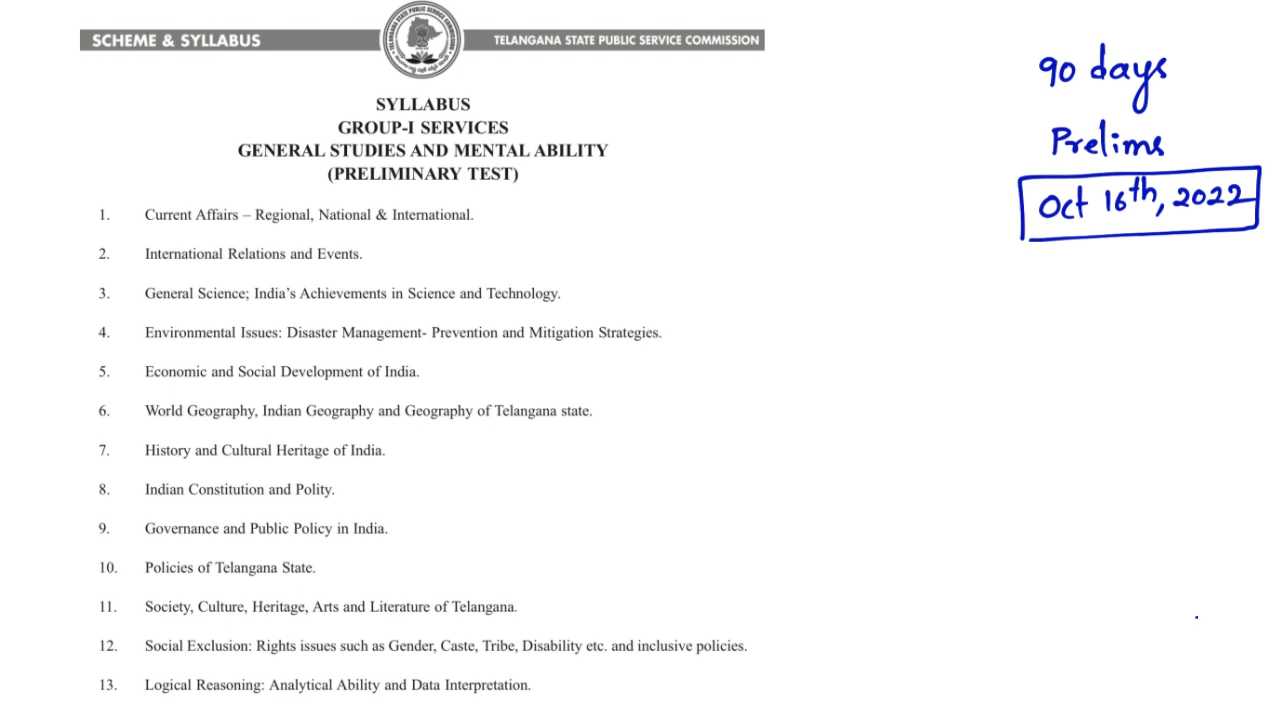 SCHEME & SYLLABUS
TELANGANA STATE PUBLIC SERVICE COMMISSION
TELANGANA STATE PUBLIC SERVICE COMMISSION
SYLLABUS
GROUP-I SERVICES
GENERAL STUDIES AND MENTAL ABILITY
(PRELIMINARY TEST)
1. Current Affairs – Regional, National & International.
2. International Relations and Events.
3. General Science; India’s Achievements in Science and Technology.
4. Environmental Issues: Disaster Management- Prevention and Mitigation Strategies.
5. Economic and Social Development of India.
6. World Geography, Indian Geography and Geography of Telangana state.
7. History and Cultural Heritage of India.
8. Indian Constitution and Polity.
9. Governance and Public Policy in India.
10. Policies of Telangana State.
11. Society, Culture, Heritage, Arts and Literature of Telangana.
12. Social Exclusion: Rights issues such as Gender, Caste, Tribe, Disability etc. and inclusive policies.
13. Logical Reasoning: Analytical Ability and Data Interpretation.
90 days
Prelims
Oct 16th, 2022